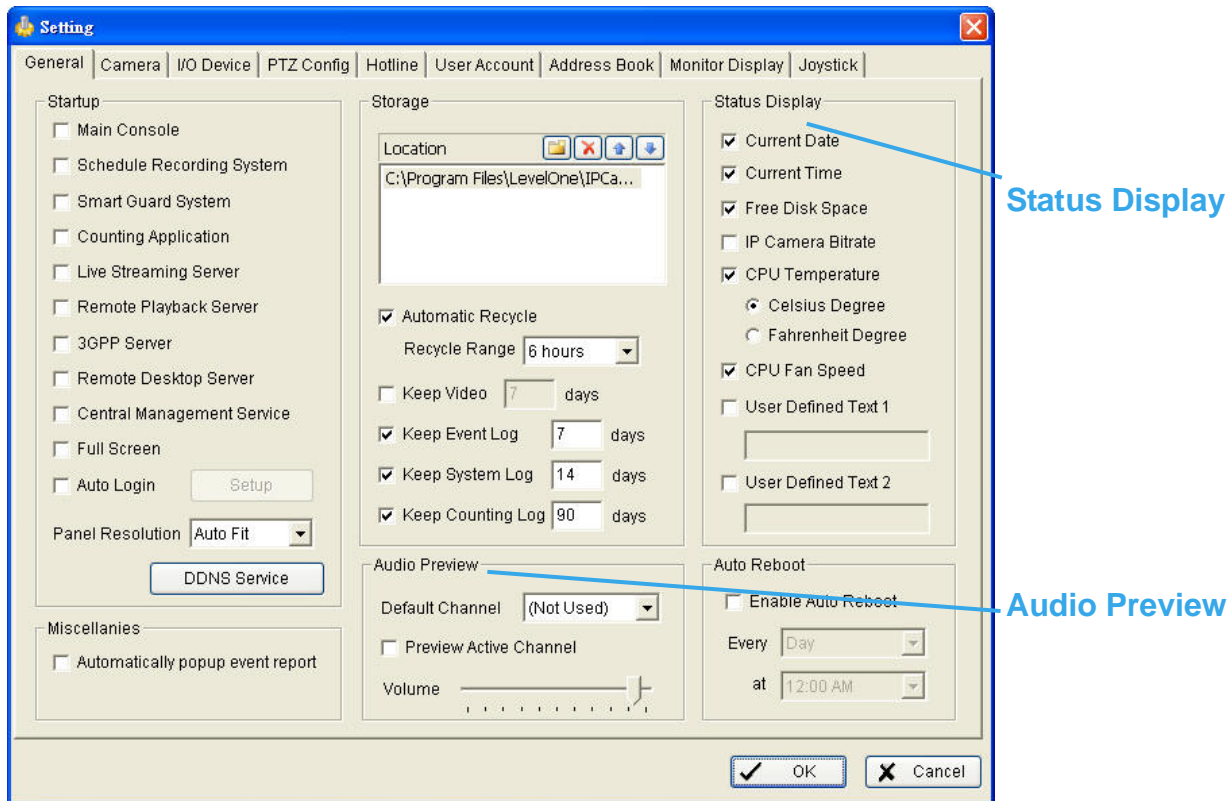 Setting
General
Camera
I/O Device
PTZ Config
Hotline
User Account
Address Book
Monitor Display
Joystick
Startup
Main Console
Schedule Recording System
Smart Guard System
Counting Application
Live Streaming Server
Remote Playback Server
3GPP Server
Remote Desktop Server
Central Management Service
Full Screen
Auto Login
Setup
Panel Resolution Auto Fit
DDNS Service
Miscellanies
Automatically popup event report
Storage
Location
C:\Program Files\LevelOne\IPCa...
Automatic Recycle
Recycle Range 6 hours
Keep Video 7 days
Keep Event Log 7 days
Keep System Log 14 days
Keep Counting Log 90 days
Audio Preview
Default Channel (Not Used)
Preview Active Channel
Volume
Status Display
Current Date
Current Time
Free Disk Space
IP Camera Bitrate
CPU Temperature
Celsius Degree
Fahrenheit Degree
CPU Fan Speed
User Defined Text 1
User Defined Text 2
Auto Reboot
Enable Auto Reboot
Every Day
at 12:00 AM
OK
Cancel
Status Display
Audio Preview